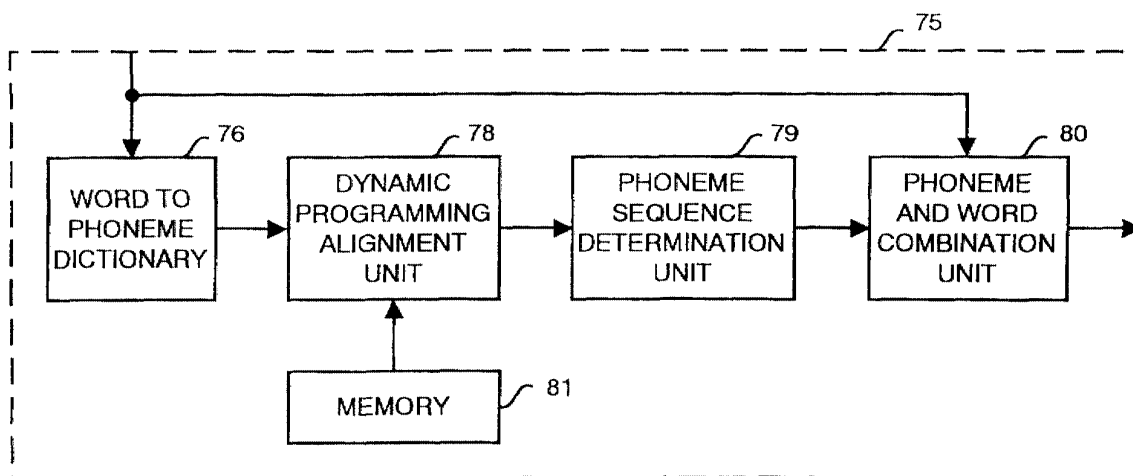 75
76
WORD TO
PHONEME
DICTIONARY
78
DYNAMIC
PROGRAMMING
ALIGNMENT
UNIT
79
PHONEME
SEQUENCE
DETERMINATION
UNIT
80
PHONEME
AND WORD
COMBINATION
UNIT
MEMORY
81